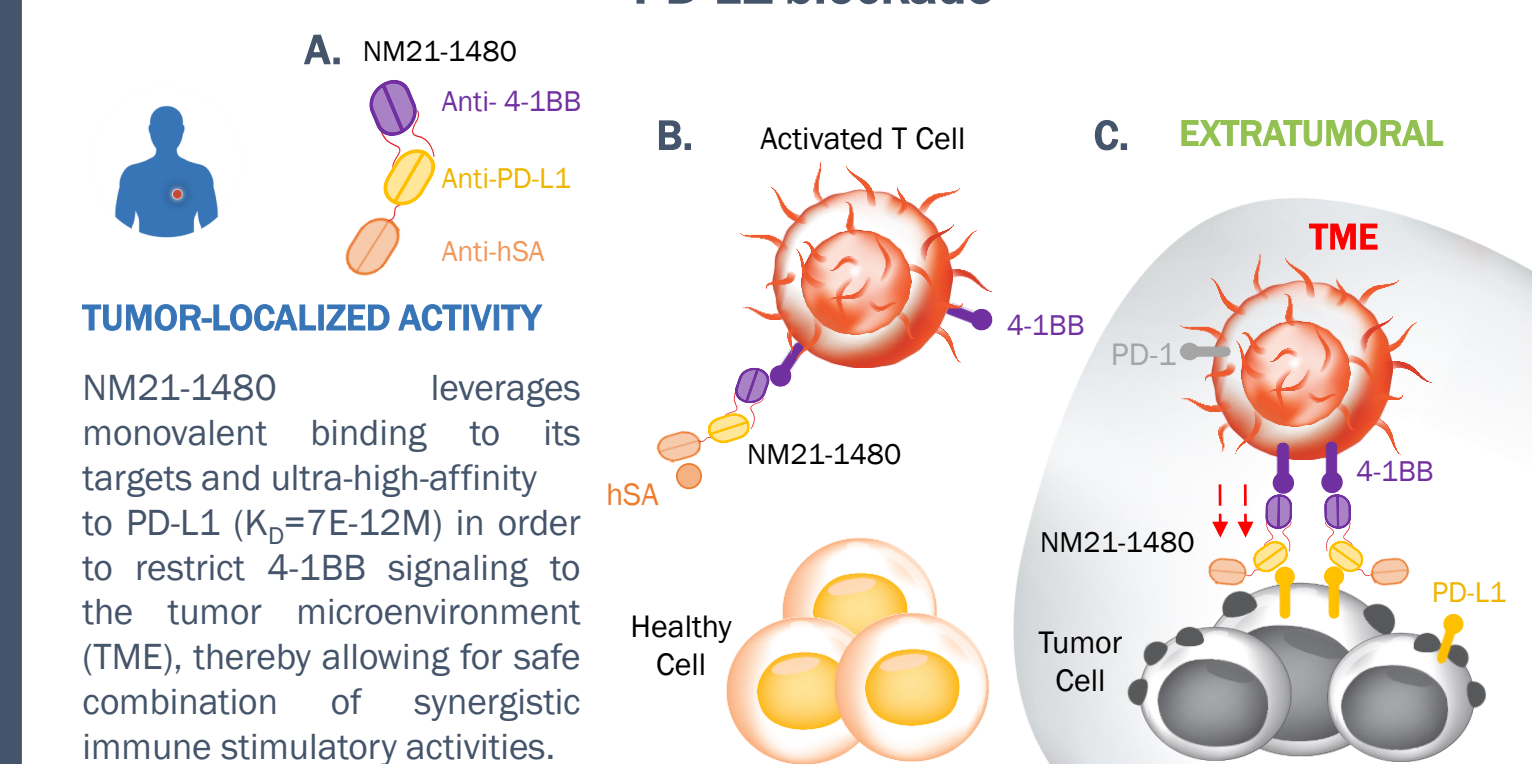 A. NM21-1480
Anti- 4-1BB
Anti-PD-L1
Anti-hSA
TUMOR-LOCALIZED ACTIVITY
NM21-1480 leverages
monovalent binding to its
targets and ultra-high-affinity
to PD-L1 (KD=7E-12M) in order
to restrict 4-1BB signaling to
the tumor microenvironment
(TME), thereby allowing for safe
combination of synergistic
immune stimulatory activities.
B.
Activated T Cell
4-1BB
NM21-1480
hSA
Healthy
Cell
C. EXTRATUMORAL
TME
PD-1
4-1BB
NM21-1480
PD-L1
Tumor
Cell